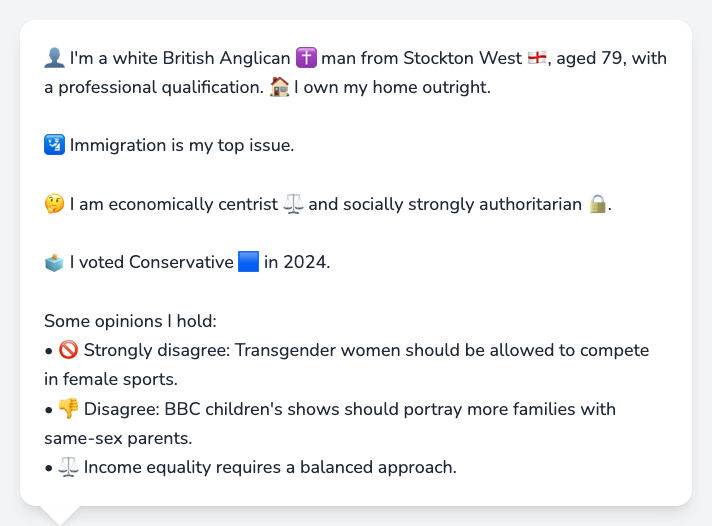 👤 I'm a white British Anglican ✝️ man from Stockton West 🏴󠁧󠁢󠁥󠁮󠁧󠁿, aged 79, with
a professional qualification. 🏠 I own my home outright.
🛂 Immigration is my top issue.
🤔 I am economically centrist ⚖️ and socially strongly authoritarian 🔒.
🗳️ I voted Conservative 🟦 in 2024.
Some opinions I hold:
• 🚫 Strongly disagree: Transgender women should be allowed to compete
in female sports.
• 👎 Disagree: BBC children's shows should portray more families with
same-sex parents.
• ⚖️ Income equality requires a balanced approach.